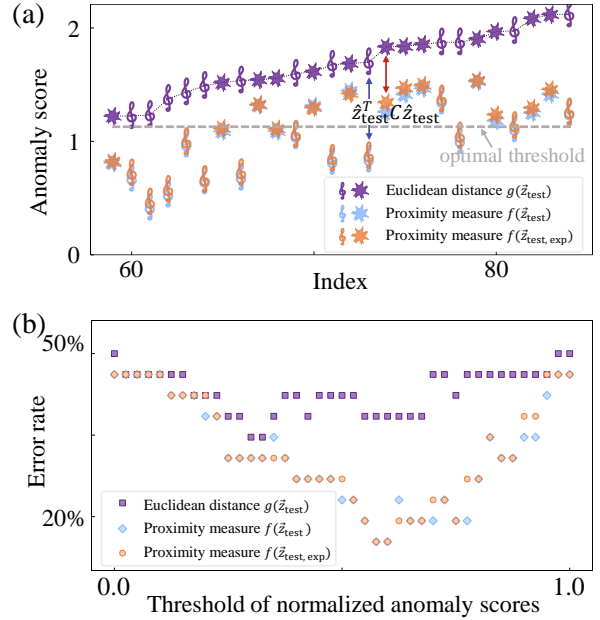 (a)
Anomaly score
2
1
0
ẑᵀ_test C ẑ_test
optimal threshold
Euclidean distance g(z⃗_test)
Proximity measure f(z⃗_test)
Proximity measure f(z⃗_test, exp)
60
80
Index
(b)
50%
Error rate
20%
Euclidean distance g(z⃗_test)
Proximity measure f(z⃗_test)
Proximity measure f(z⃗_test, exp)
0.0
1.0
Threshold of normalized anomaly scores